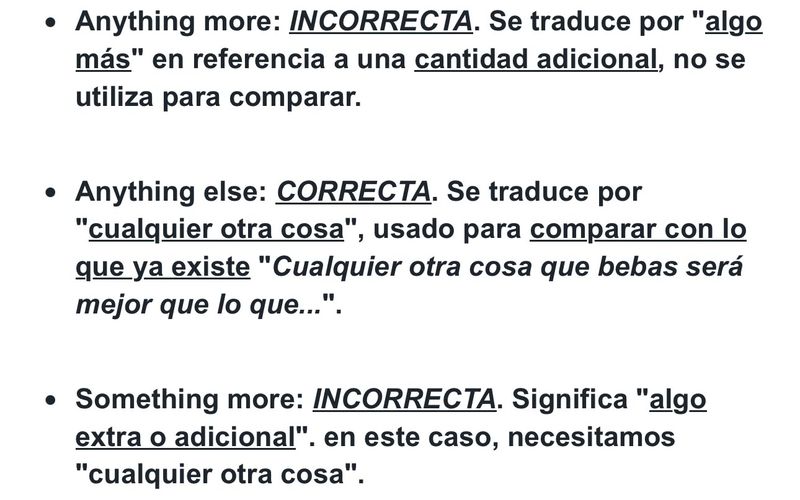 • Anything more: INCORRECTA. Se traduce por "algo
más" en referencia a una cantidad adicional, no se
utiliza para comparar.
• Anything else: CORRECTA. Se traduce por
"cualquier otra cosa", usado para comparar con lo
que ya existe "Cualquier otra cosa que bebas será
mejor que lo que...".
• Something more: INCORRECTA. Significa "algo
extra o adicional". en este caso, necesitamos
"cualquier otra cosa".